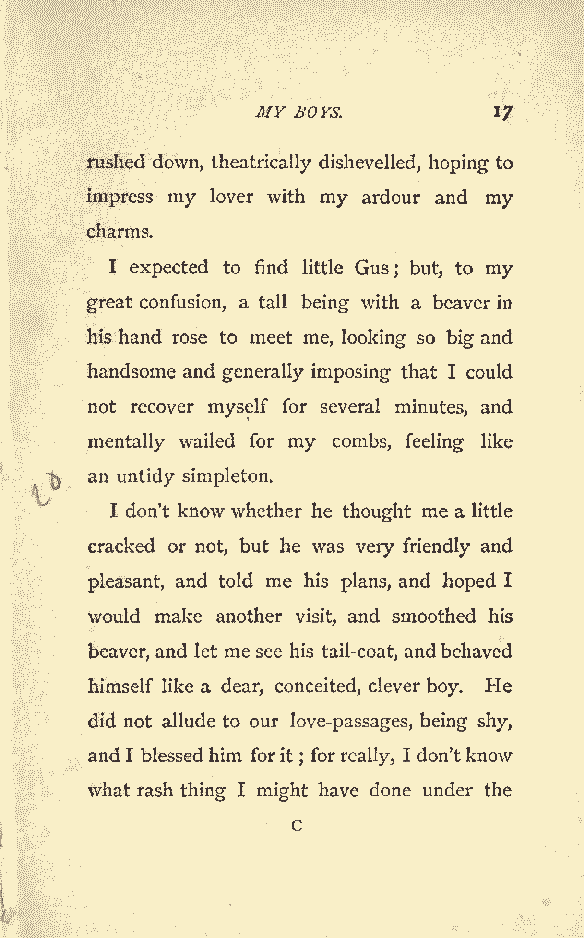 MY BOYS. 17
rushed down, theatrically dishevelled, hoping to
impress my lover with my ardour and my
charms.
I expected to find little Gus; but, to my
great confusion, a tall being with a beaver in
his hand rose to meet me, looking so big and
handsome and generally imposing that I could
not recover myself for several minutes, and
mentally wailed for my combs, feeling like
an untidy simpleton.
I don't know whether he thought me a little
cracked or not, but he was very friendly and
pleasant, and told me his plans, and hoped I
would make another visit, and smoothed his
beaver, and let me see his tail-coat, and behaved
himself like a dear, conceited, clever boy. He
did not allude to our love-passages, being shy,
and I blessed him for it; for really, I don't know
what rash thing I might have done under the
C